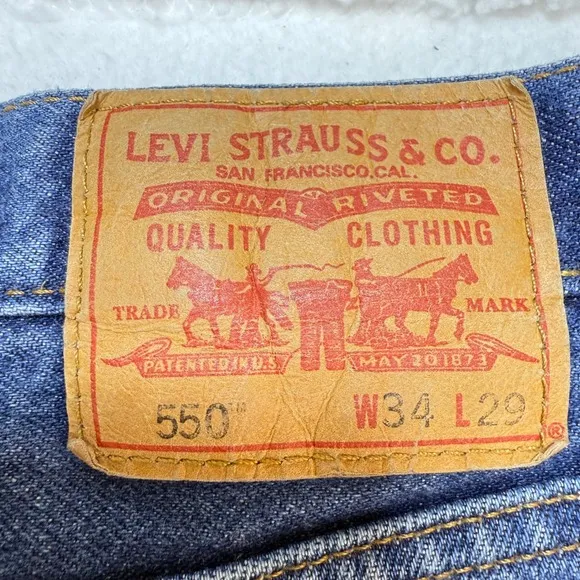 LEVI STRAUSS & CO.
SAN FRANCISCO, CAL.
ORIGINAL RIVETED
QUALITY CLOTHING
TRADE MARK
PATENTED IN U.S. MAY 20 1873
550™ W34 L29 ®